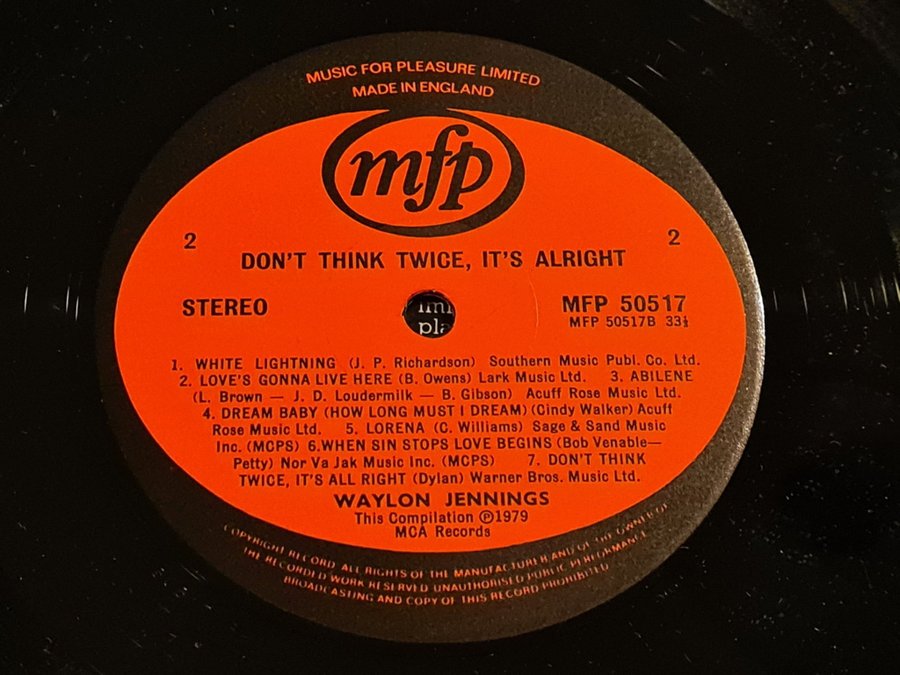 MUSIC FOR PLEASURE LIMITED
MADE IN ENGLAND
mfp
2 2
DON'T THINK TWICE, IT'S ALRIGHT
STEREO MFP 50517
MFP 50517B 33⅓
1. WHITE LIGHTNING (J. P. Richardson) Southern Music Publ. Co. Ltd.
2. LOVE'S GONNA LIVE HERE (B. Owens) Lark Music Ltd. 3. ABILENE
(L. Brown — J. D. Loudermilk — B. Gibson) Acuff Rose Music Ltd.
4. DREAM BABY (HOW LONG MUST I DREAM) (Cindy Walker) Acuff
Rose Music Ltd. 5. LORENA (C. Williams) Sage & Sand Music
Inc. (MCPS) 6.WHEN SIN STOPS LOVE BEGINS (Bob Venable—
Petty) Nor Va Jak Music Inc. (MCPS) 7. DON'T THINK
TWICE, IT'S ALL RIGHT (Dylan) Warner Bros. Music Ltd.
WAYLON JENNINGS
This Compilation ℗1979
MCA Records
COPYRIGHT RECORD ALL RIGHTS OF THE MANUFACTURER AND OF THE OWNER OF
THE RECORDED WORK RESERVED UNAUTHORISED PUBLIC PERFORMANCE
BROADCASTING AND COPY OF THIS RECORD PROHIBITED